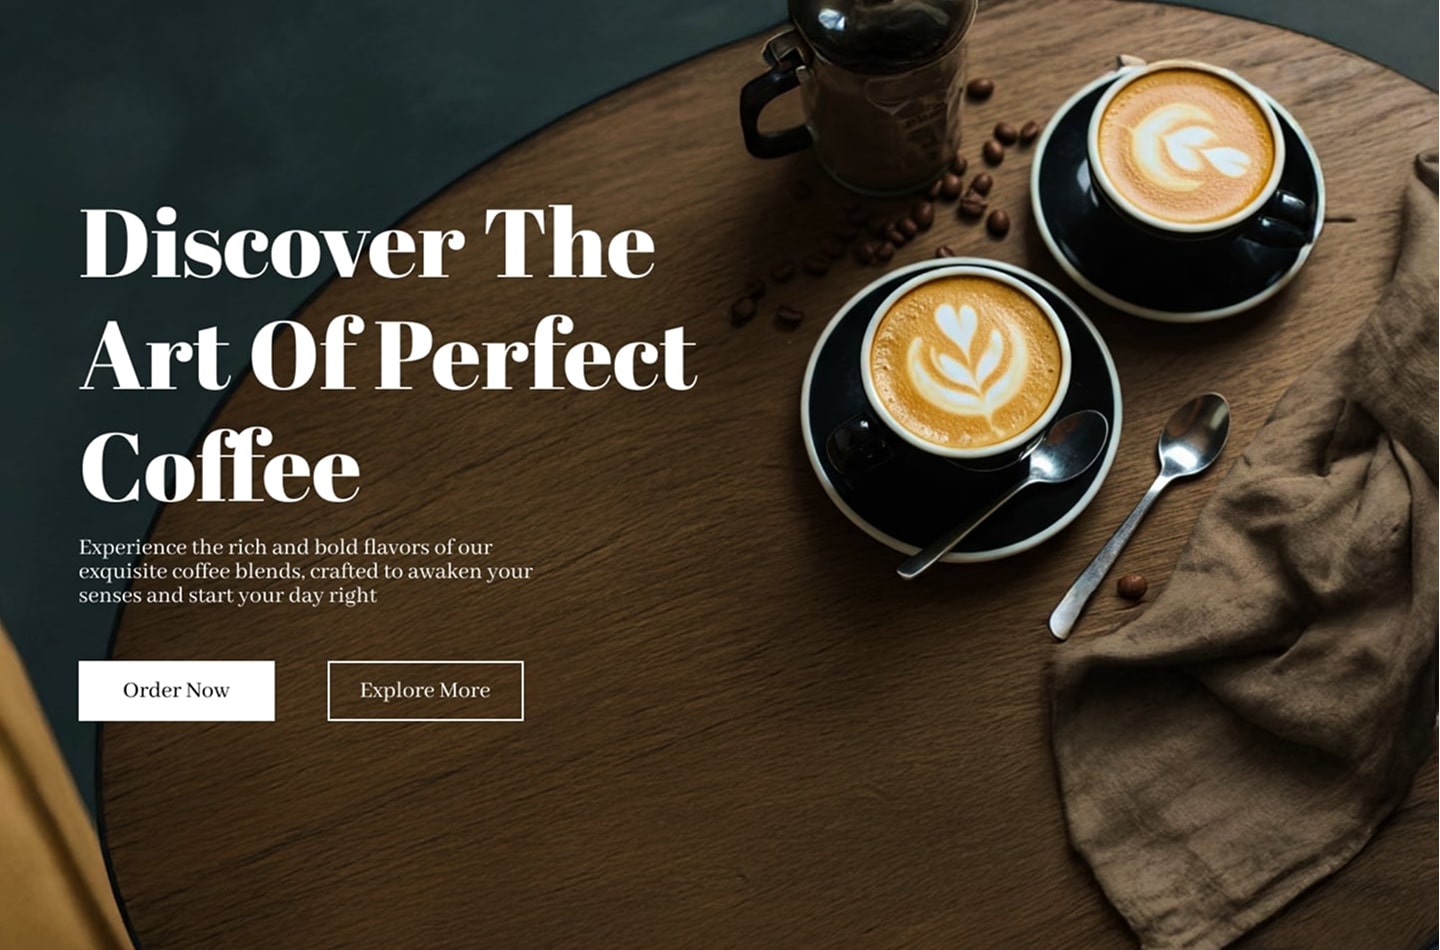 Discover The
Art Of Perfect
Coffee
Experience the rich and bold flavors of our
exquisite coffee blends, crafted to awaken your
senses and start your day right
Order Now
Explore More